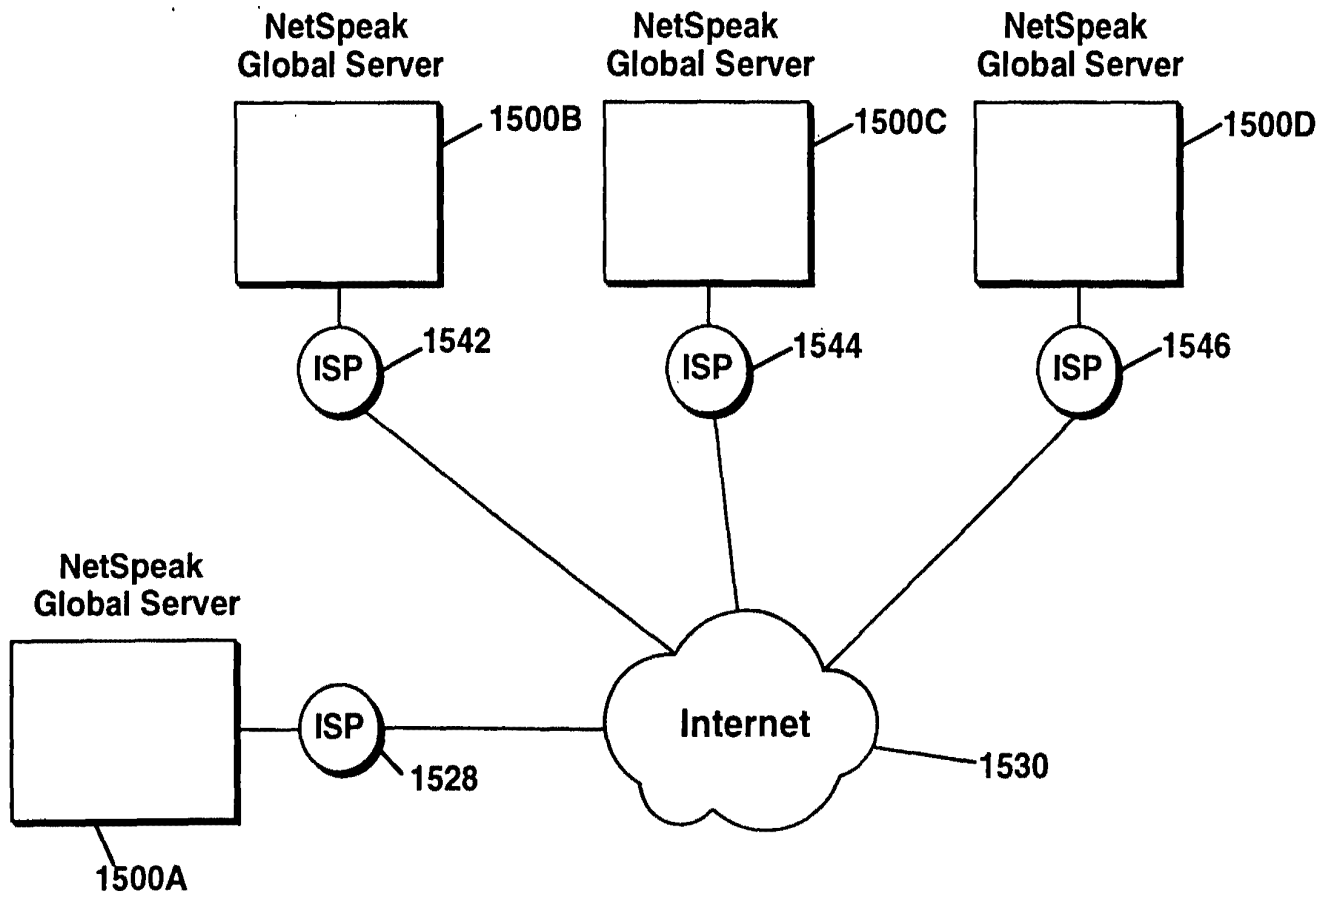 NetSpeak
Global Server
NetSpeak
Global Server
NetSpeak
Global Server
1500B
1500C
1500D
ISP
1542
ISP
1544
ISP
1546
NetSpeak
Global Server
ISP
1528
Internet
1530
1500A